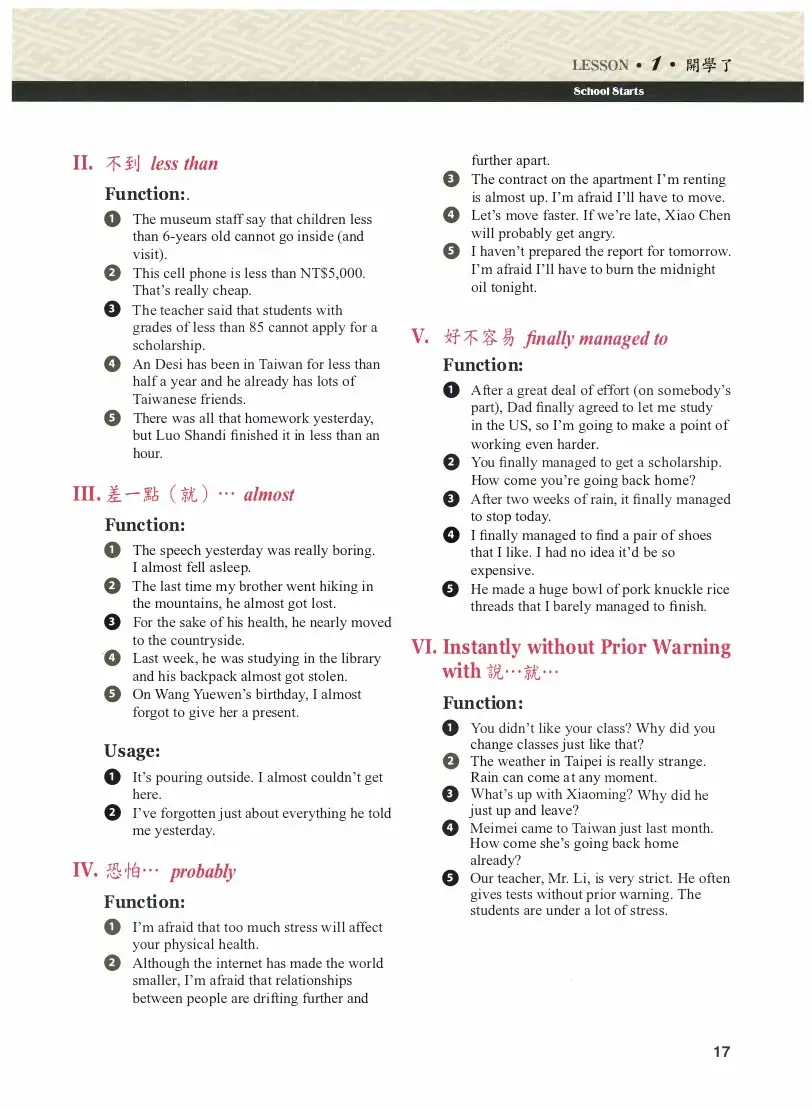 LESSON • 1 • 開學了
School Starts
II. 不到 less than
Function:.
1 The museum staff say that children less
than 6-years old cannot go inside (and
visit).
2 This cell phone is less than NT$5,000.
That's really cheap.
3 The teacher said that students with
grades of less than 85 cannot apply for a
scholarship.
4 An Desi has been in Taiwan for less than
half a year and he already has lots of
Taiwanese friends.
5 There was all that homework yesterday,
but Luo Shandi finished it in less than an
hour.
III. 差一點（就）… almost
Function:
1 The speech yesterday was really boring.
I almost fell asleep.
2 The last time my brother went hiking in
the mountains, he almost got lost.
3 For the sake of his health, he nearly moved
to the countryside.
4 Last week, he was studying in the library
and his backpack almost got stolen.
5 On Wang Yuewen's birthday, I almost
forgot to give her a present.
Usage:
1 It's pouring outside. I almost couldn't get
here.
2 I've forgotten just about everything he told
me yesterday.
IV. 恐怕… probably
Function:
1 I'm afraid that too much stress will affect
your physical health.
2 Although the internet has made the world
smaller, I'm afraid that relationships
between people are drifting further and
further apart.
3 The contract on the apartment I'm renting
is almost up. I'm afraid I'll have to move.
4 Let's move faster. If we're late, Xiao Chen
will probably get angry.
5 I haven't prepared the report for tomorrow.
I'm afraid I'll have to burn the midnight
oil tonight.
V. 好不容易 finally managed to
Function:
1 After a great deal of effort (on somebody's
part), Dad finally agreed to let me study
in the US, so I'm going to make a point of
working even harder.
2 You finally managed to get a scholarship.
How come you're going back home?
3 After two weeks of rain, it finally managed
to stop today.
4 I finally managed to find a pair of shoes
that I like. I had no idea it'd be so
expensive.
5 He made a huge bowl of pork knuckle rice
threads that I barely managed to finish.
VI. Instantly without Prior Warning
with 說…就…
Function:
1 You didn't like your class? Why did you
change classes just like that?
2 The weather in Taipei is really strange.
Rain can come at any moment.
3 What's up with Xiaoming? Why did he
just up and leave?
4 Meimei came to Taiwan just last month.
How come she's going back home
already?
5 Our teacher, Mr. Li, is very strict. He often
gives tests without prior warning. The
students are under a lot of stress.
17